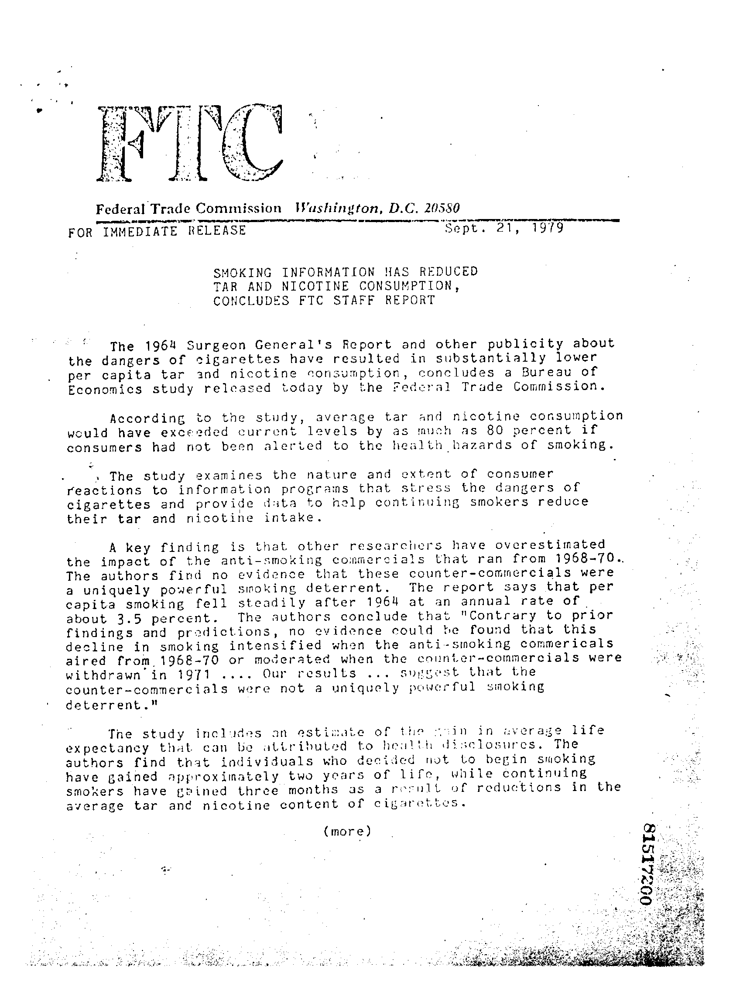 FTC
Federal Trade Commission Washington, D.C. 20580
FOR IMMEDIATE RELEASE Sept. 21, 1979
SMOKING INFORMATION HAS REDUCED
TAR AND NICOTINE CONSUMPTION,
CONCLUDES FTC STAFF REPORT
The 1964 Surgeon General's Report and other publicity about
the dangers of cigarettes have resulted in substantially lower
per capita tar and nicotine consumption, concludes a Bureau of
Economics study released today by the Federal Trade Commission.
According to the study, average tar and nicotine consumption
would have exceeded current levels by as much as 80 percent if
consumers had not been alerted to the health hazards of smoking.
The study examines the nature and extent of consumer
reactions to information programs that stress the dangers of
cigarettes and provide data to help continuing smokers reduce
their tar and nicotine intake.
A key finding is that other researchers have overestimated
the impact of the anti-smoking commercials that ran from 1968-70.
The authors find no evidence that these counter-commercials were
a uniquely powerful smoking deterrent. The report says that per
capita smoking fell steadily after 1964 at an annual rate of
about 3.5 percent. The authors conclude that "Contrary to prior
findings and predictions, no evidence could be found that this
decline in smoking intensified when the anti-smoking commericals
aired from 1968-70 or moderated when the counter-commercials were
withdrawn in 1971 .... Our results ... suggest that the
counter-commercials were not a uniquely powerful smoking
deterrent."
The study includes an estimate of the gain in average life
expectancy that can be attributed to health disclosures. The
authors find that individuals who decided not to begin smoking
have gained approximately two years of life, while continuing
smokers have gained three months as a result of reductions in the
average tar and nicotine content of cigarettes.
(more)
81517200